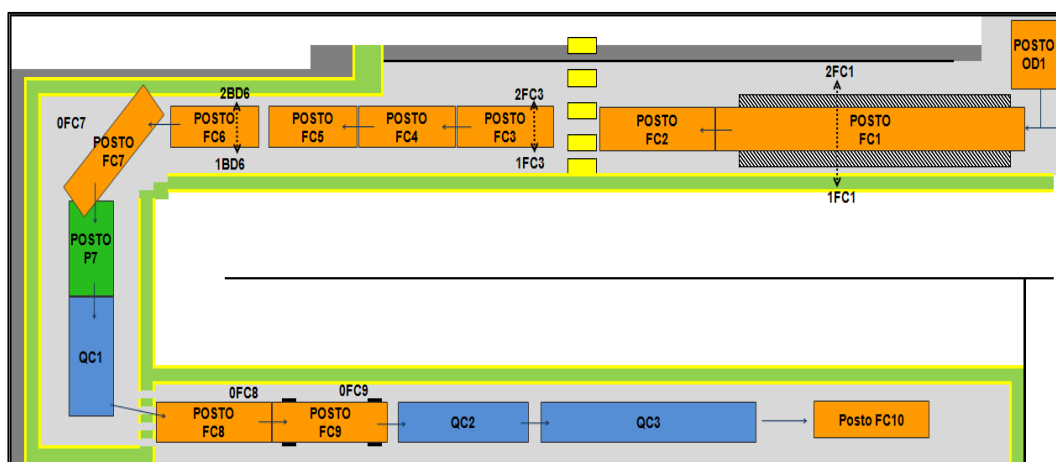 POSTO
OD1
2FC1
2BD6
2FC3
0FC7
POSTO
FC7
POSTO
FC6
POSTO
FC5
POSTO
FC4
POSTO
FC3
POSTO
FC2
POSTO
FC1
1BD6
1FC3
1FC1
POSTO
P7
QC1
0FC8
0FC9
POSTO
FC8
POSTO
FC9
QC2
QC3
Posto FC10